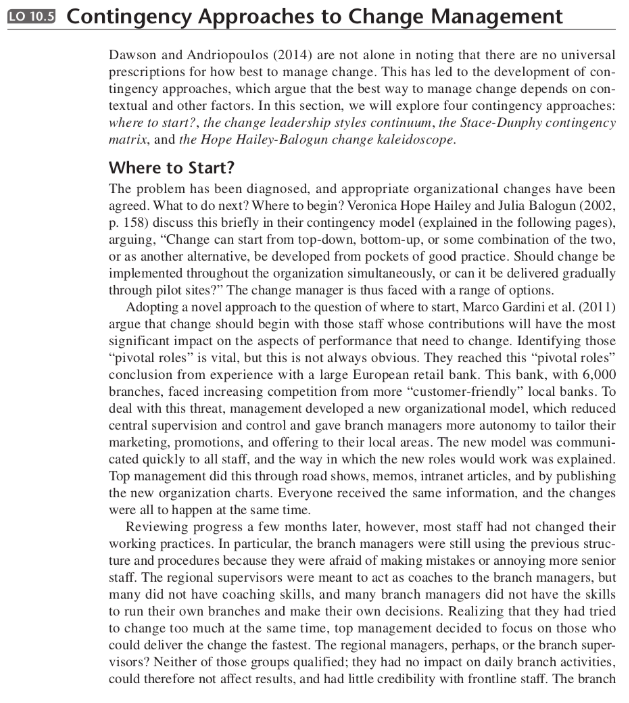 LO 10.5 Contingency Approaches to Change Management
Dawson and Andriopoulos (2014) are not alone in noting that there are no universal
prescriptions for how best to manage change. This has led to the development of con-
tingency approaches, which argue that the best way to manage change depends on con-
textual and other factors. In this section, we will explore four contingency approaches:
where to start?, the change leadership styles continuum, the Stace-Dunphy contingency
matrix, and the Hope Hailey-Balogun change kaleidoscope.
Where to Start?
The problem has been diagnosed, and appropriate organizational changes have been
agreed. What to do next? Where to begin? Veronica Hope Hailey and Julia Balogun (2002,
p. 158) discuss this briefly in their contingency model (explained in the following pages),
arguing, “Change can start from top-down, bottom-up, or some combination of the two,
or as another alternative, be developed from pockets of good practice. Should change be
implemented throughout the organization simultaneously, or can it be delivered gradually
through pilot sites?” The change manager is thus faced with a range of options.
Adopting a novel approach to the question of where to start, Marco Gardini et al. (2011)
argue that change should begin with those staff whose contributions will have the most
significant impact on the aspects of performance that need to change. Identifying those
“pivotal roles” is vital, but this is not always obvious. They reached this “pivotal roles”
conclusion from experience with a large European retail bank. This bank, with 6,000
branches, faced increasing competition from more “customer-friendly” local banks. To
deal with this threat, management developed a new organizational model, which reduced
central supervision and control and gave branch managers more autonomy to tailor their
marketing, promotions, and offering to their local areas. The new model was communi-
cated quickly to all staff, and the way in which the new roles would work was explained.
Top management did this through road shows, memos, intranet articles, and by publishing
the new organization charts. Everyone received the same information, and the changes
were all to happen at the same time.
Reviewing progress a few months later, however, most staff had not changed their
working practices. In particular, the branch managers were still using the previous struc-
ture and procedures because they were afraid of making mistakes or annoying more senior
staff. The regional supervisors were meant to act as coaches to the branch managers, but
many did not have coaching skills, and many branch managers did not have the skills
to run their own branches and make their own decisions. Realizing that they had tried
to change too much at the same time, top management decided to focus on those who
could deliver the change the fastest. The regional managers, perhaps, or the branch super-
visors? Neither of those groups qualified; they had no impact on daily branch activities,
could therefore not affect results, and had little credibility with frontline staff. The branch